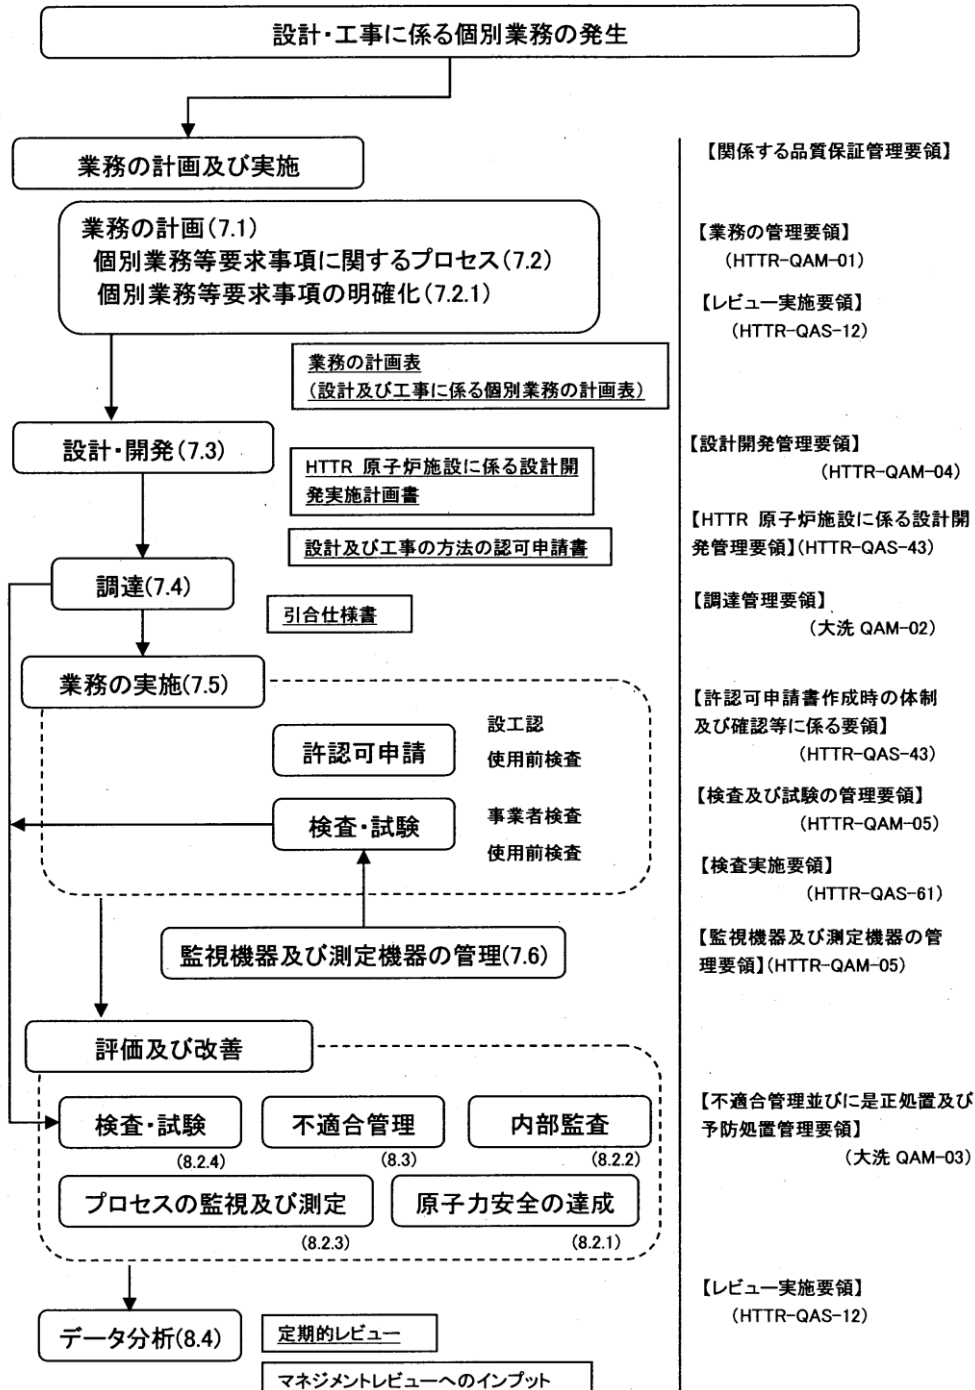 設計・工事に係る個別業務の発生
業務の計画及び実施
【関係する品質保証管理要領】
業務の計画(7.1)
個別業務等要求事項に関するプロセス(7.2)
個別業務等要求事項の明確化(7.2.1)
【業務の管理要領】
(HTTR-QAM-01)
【レビュー実施要領】
(HTTR-QAS-12)
業務の計画表
(設計及び工事に係る個別業務の計画表)
設計・開発(7.3)
【設計開発管理要領】
(HTTR-QAM-04)
HTTR 原子炉施設に係る設計開
発実施計画書
【HTTR 原子炉施設に係る設計開
発管理要領】(HTTR-QAS-43)
設計及び工事の方法の認可申請書
調達(7.4)
引合仕様書
【調達管理要領】
(大洗 QAM-02)
業務の実施(7.5)
【許認可申請書作成時の体制
及び確認等に係る要領】
(HTTR-QAS-43)
許認可申請
設工認
使用前検査
検査・試験
事業者検査
使用前検査
【検査及び試験の管理要領】
(HTTR-QAM-05)
【検査実施要領】
(HTTR-QAS-61)
監視機器及び測定機器の管理(7.6)
【監視機器及び測定機器の管
理要領】(HTTR-QAM-05)
評価及び改善
検査・試験
(8.2.4)
不適合管理
(8.3)
内部監査
(8.2.2)
【不適合管理並びに是正処置及び
予防処置管理要領】
(大洗 QAM-03)
プロセスの監視及び測定
(8.2.3)
原子力安全の達成
(8.2.1)
データ分析(8.4)
定期的レビュー
【レビュー実施要領】
(HTTR-QAS-12)
マネジメントレビューへのインプット